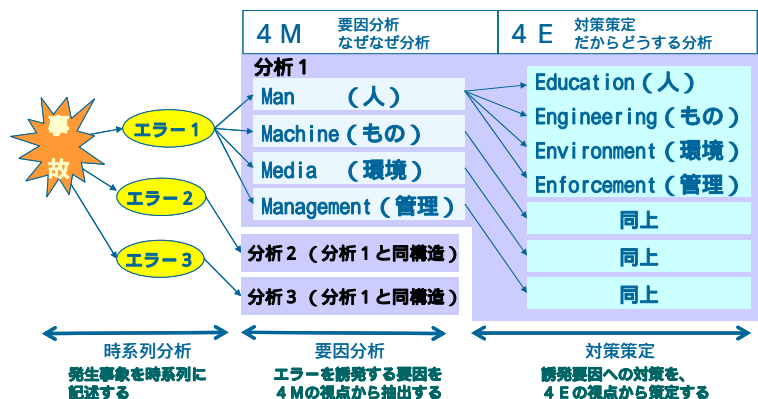 4M
要因分析
なぜなぜ分析
4E
対策策定
だからどうする分析
分析1
Man （人）
Machine（もの）
Media （環境）
Management（管理）
Education（人）
Engineering（もの）
Environment（環境）
Enforcement（管理）
同上
同上
同上
事故
エラー1
エラー2
エラー3
分析2（分析1と同構造）
分析3（分析1と同構造）
時系列分析
発生事象を時系列に
記述する
要因分析
エラーを誘発する要因を
4Mの視点から抽出する
対策策定
誘発要因への対策を、
4Eの視点から策定する